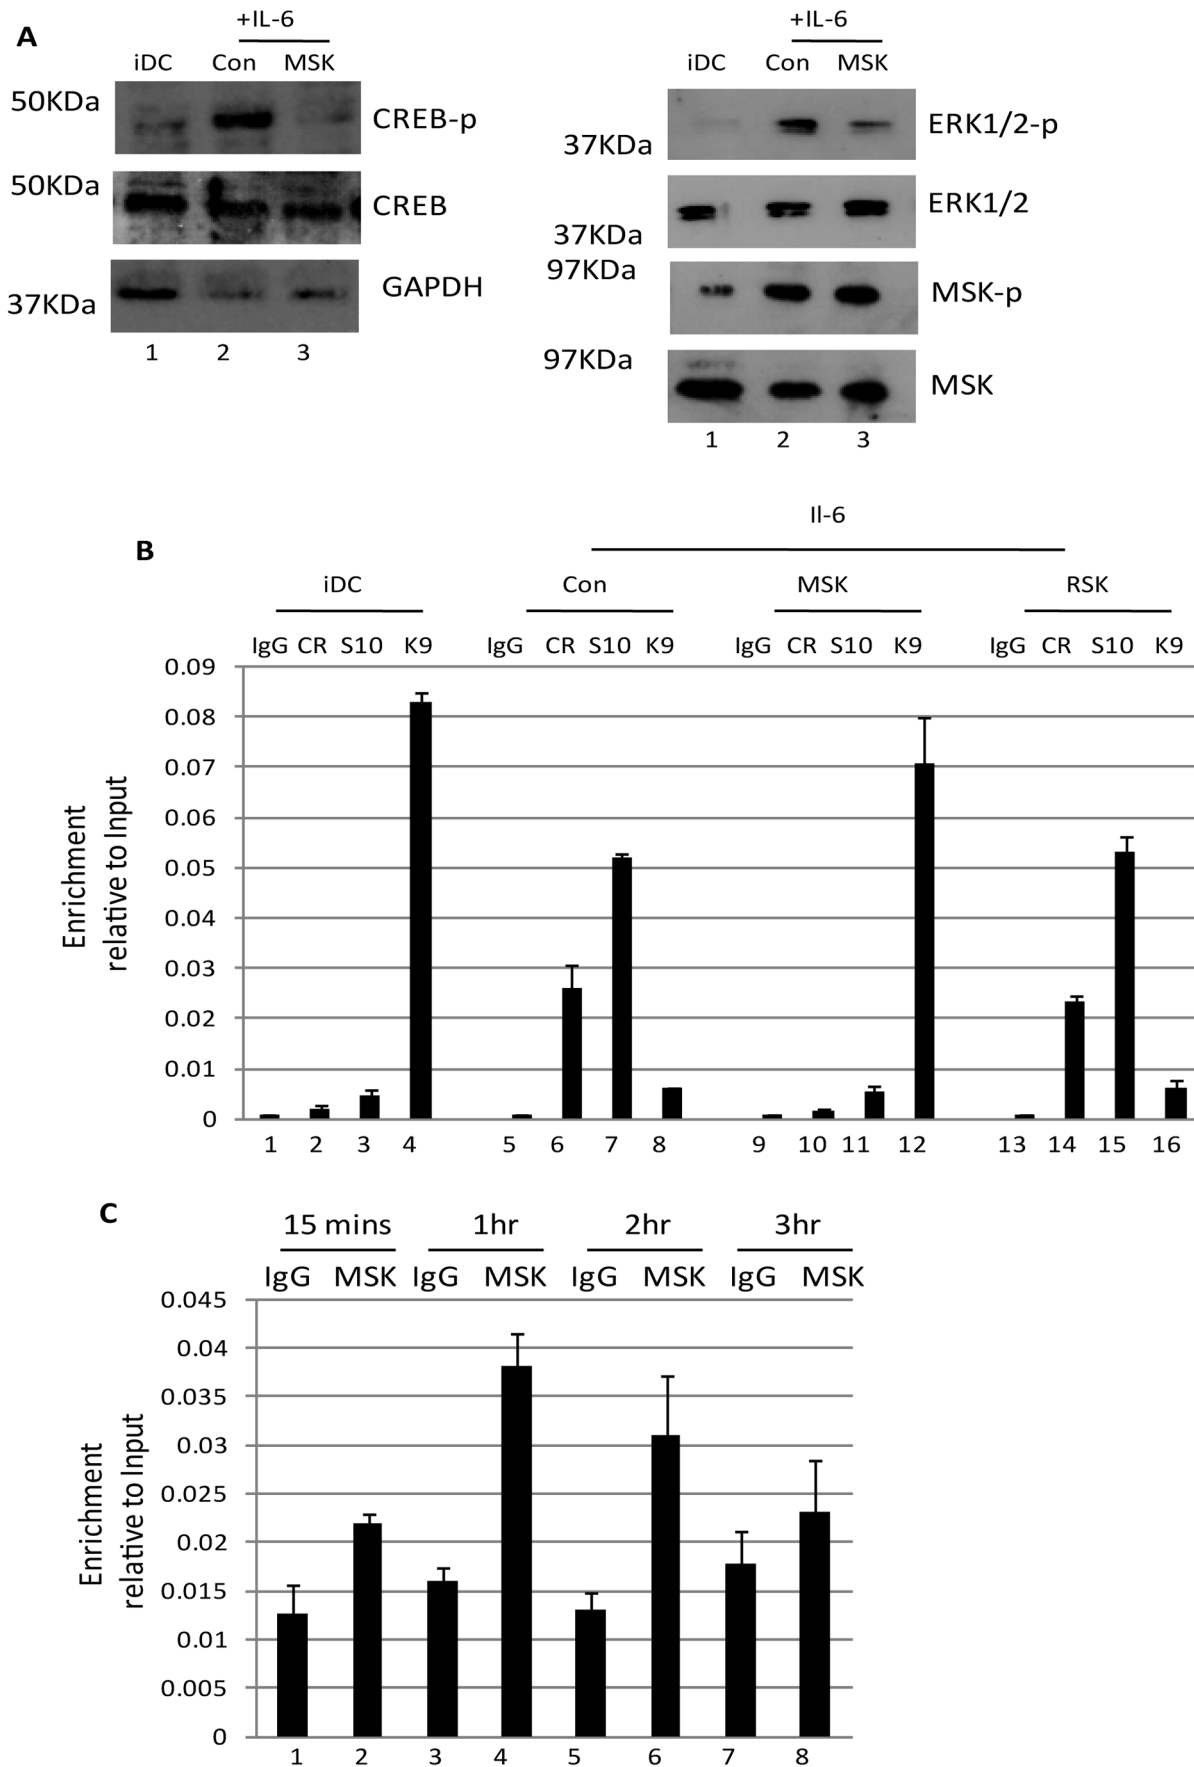 A
+IL-6
iDC Con MSK
50KDa
CREB-p
50KDa
CREB
37KDa
GAPDH
1 2 3
+IL-6
iDC Con MSK
37KDa
ERK1/2-p
37KDa
ERK1/2
97KDa
MSK-p
97KDa
MSK
1 2 3
B
Il-6
iDC Con MSK RSK
IgG CR S10 K9 IgG CR S10 K9 IgG CR S10 K9 IgG CR S10 K9
Enrichment
relative to Input
0.09
0.08
0.07
0.06
0.05
0.04
0.03
0.02
0.01
0
1 2 3 4 5 6 7 8 9 10 11 12 13 14 15 16
C
15 mins 1hr 2hr 3hr
IgG MSK IgG MSK IgG MSK IgG MSK
Enrichment
relative to Input
0.045
0.04
0.035
0.03
0.025
0.02
0.015
0.01
0.005
0
1 2 3 4 5 6 7 8